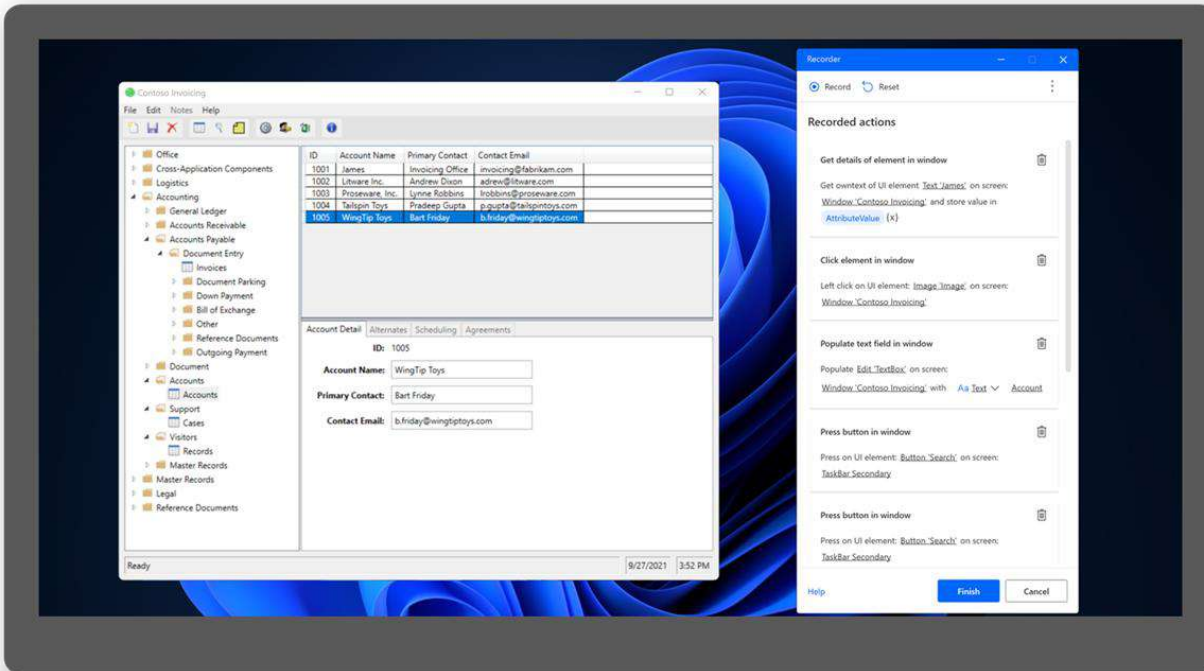 Contoso Invoicing
File Edit Notes Help
Office
Cross-Application Components
Logistics
Accounting
General Ledger
Accounts Receivable
Accounts Payable
Document Entry
Invoices
Document Parking
Down Payment
Bill of Exchange
Other
Reference Documents
Outgoing Payment
Document
Accounts
Accounts
Support
Cases
Visitors
Records
Master Records
Master Records
Legal
Reference Documents
ID Account Name Primary Contact Contact Email
1001 James Invoicing Office invoicing@fabrikam.com
1002 Litware Inc. Andrew Dixon adrew@litware.com
1003 Proseware, Inc. Lynne Robbins lrobbins@proseware.com
1004 Tailspin Toys Pradeep Gupta p.gupta@tailspintoys.com
1005 WingTip Toys Bart Friday b.friday@wingtiptoys.com
Account Detail Alternates Scheduling Agreements
ID: 1005
Account Name: WingTip Toys
Primary Contact: Bart Friday
Contact Email: b.friday@wingtiptoys.com
Ready 9/27/2021 3:52 PM
Recorder
Record Reset
Recorded actions
Get details of element in window
Get owntext of UI element Text 'James' on screen:
Window 'Contoso Invoicing' and store value in
AttributeValue {x}
Click element in window
Left click on UI element: Image 'Image' on screen:
Window 'Contoso Invoicing'
Populate text field in window
Populate Edit 'TextBox' on screen:
Window 'Contoso Invoicing' with Aa Text Account
Press button in window
Press on UI element: Button 'Search' on screen:
TaskBar Secondary
Press button in window
Press on UI element: Button 'Search' on screen:
TaskBar Secondary
Help Finish Cancel